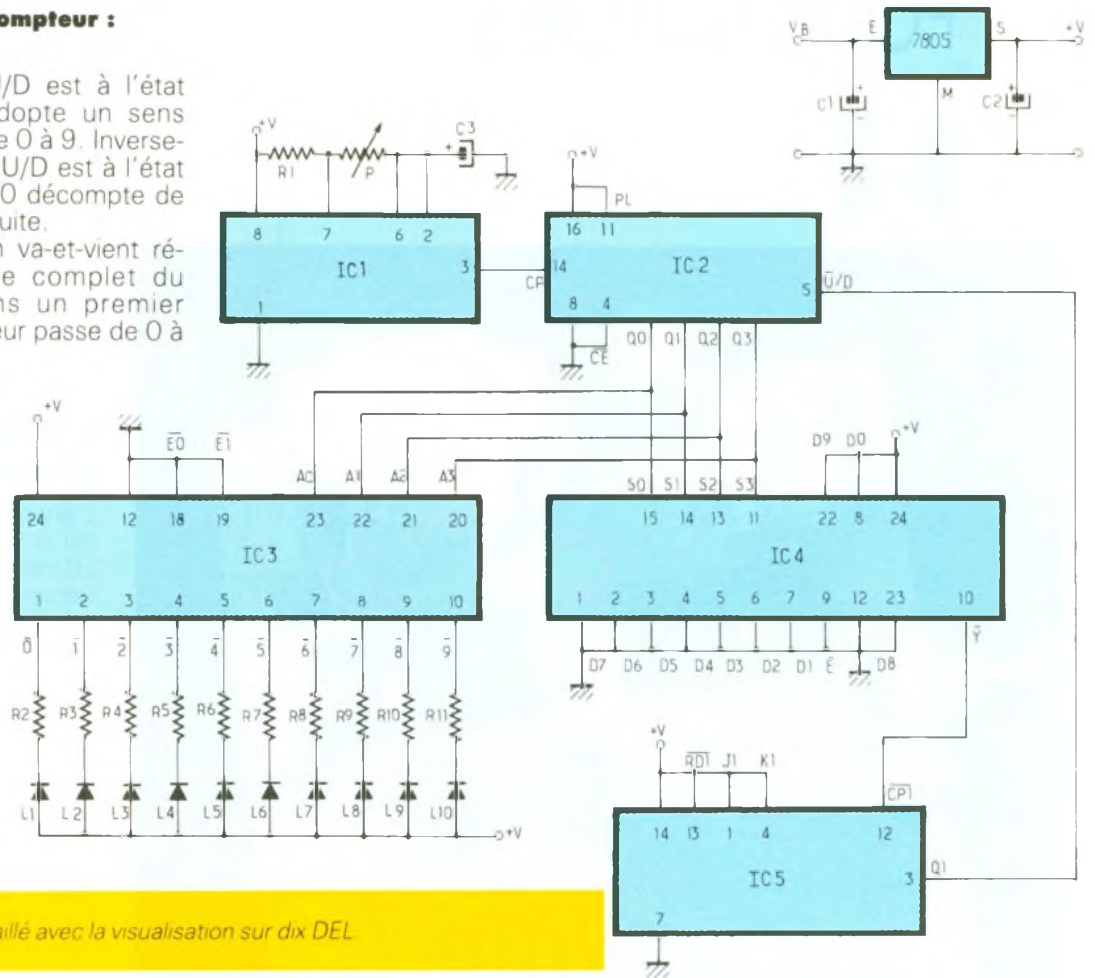 ompteur :
U/D est à l'état
dopte un sens
e 0 à 9. Inverse-
U/D est à l'état
0 décompte de
uite.
n va-et-vient ré-
e complet du
ns un premier
eur passe de 0 à
VB E 7805 S +V
C1 + - M C2 + -
+V R1 P + C3
8 7 6 2
IC1 3
1
+V PL
16 11
CP 14 IC2 5 U̅/D
8 4
C̅E̅
Q0 Q1 Q2 Q3
+V E̅0̅ E̅1̅ A0 A1 A2 A3
24 12 18 19 23 22 21 20
IC3
1 2 3 4 5 6 7 8 9 10
0̅ 1̅ 2̅ 3̅ 4̅ 5̅ 6̅ 7̅ 8̅ 9̅
R2 R3 R4 R5 R6 R7 R8 R9 R10 R11
L1 L2 L3 L4 L5 L6 L7 L8 L9 L10 +V
S0 S1 S2 S3 D9 D0 +V
15 14 13 11 22 8 24
IC4
1 2 3 4 5 6 7 9 12 23 10
D7 D6 D5 D4 D3 D2 D1 E̅ D8 Y̅
+V R̅D̅1̅ J1 K1 C̅P̅1̅
14 13 1 4 12
IC5 3 Q1
7
aillé avec la visualisation sur dix DEL.